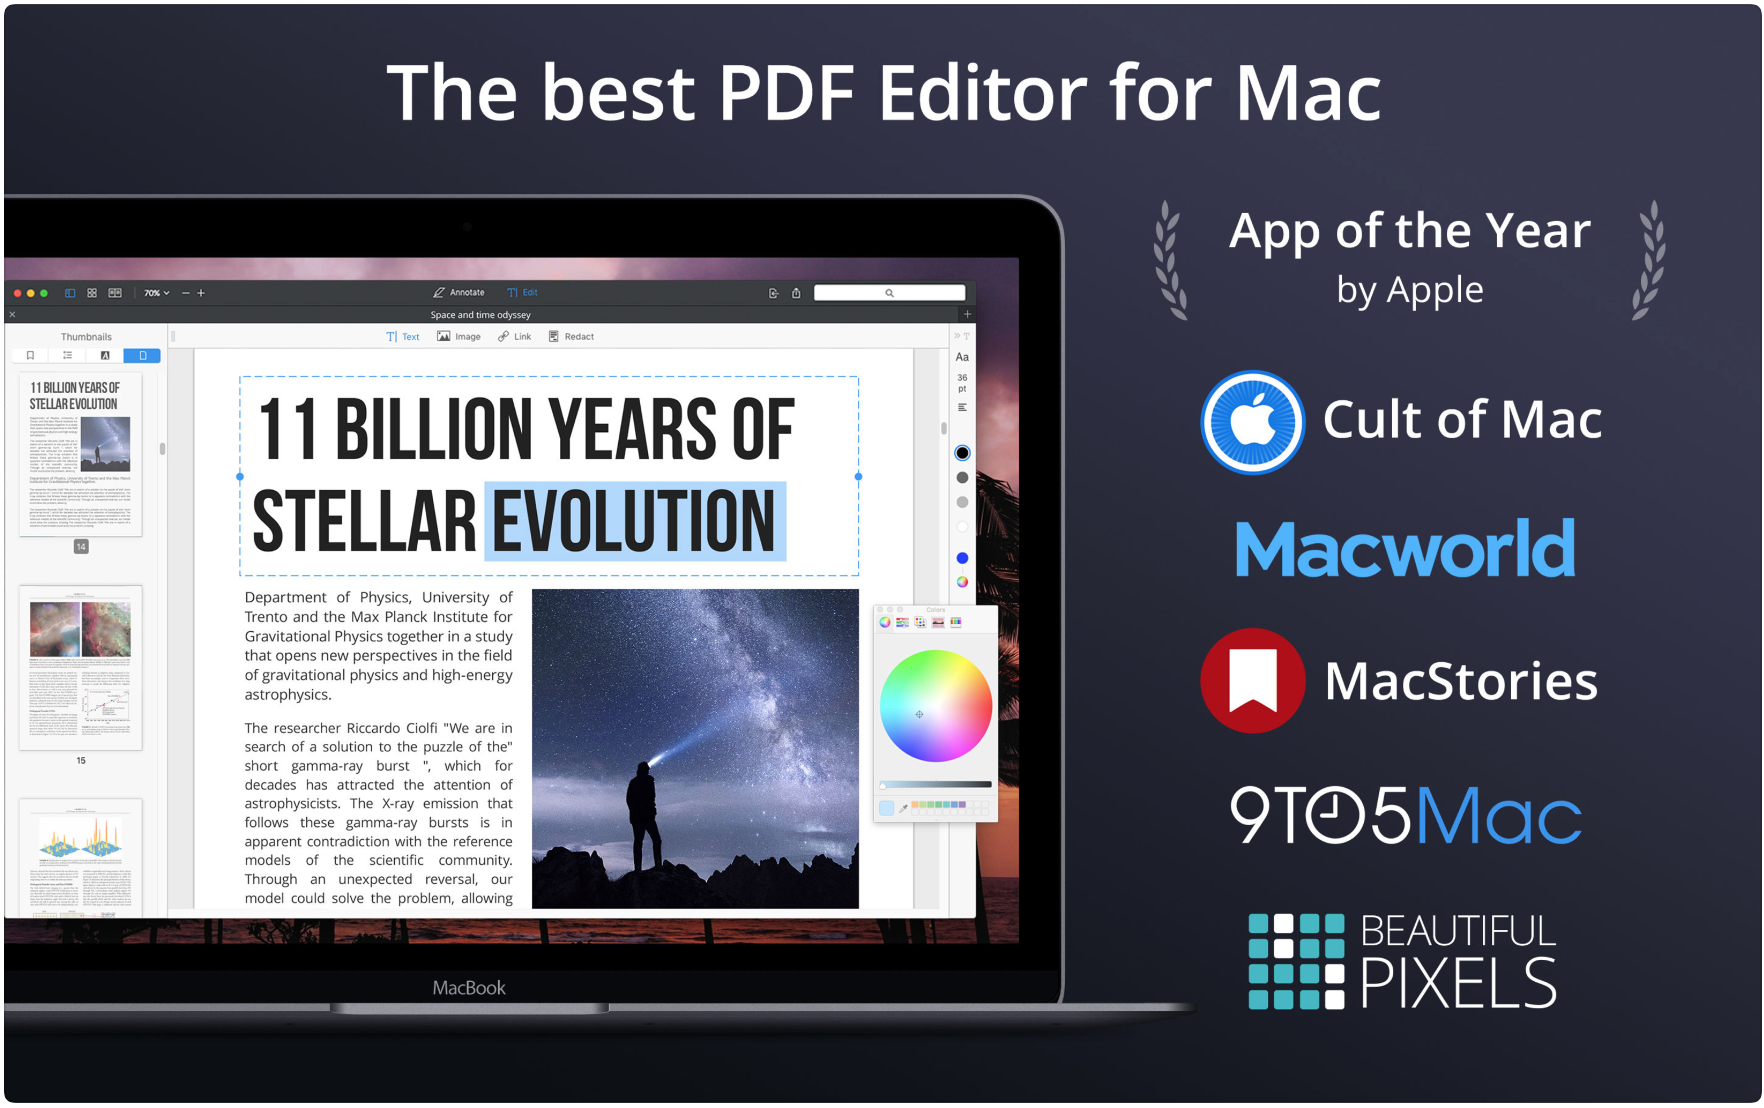 The best PDF Editor for Mac
App of the Year
by Apple
Cult of Mac
Macworld
MacStories
9TO5Mac
BEAUTIFUL
PIXELS
70%
Annotate
Edit
Space and time odyssey
Thumbnails
Text
Image
Link
Redact
Aa
36
pt
11 BILLION YEARS OF
STELLAR EVOLUTION
14
15
11 BILLION YEARS OF
STELLAR EVOLUTION
Department of Physics, University of
Trento and the Max Planck Institute for
Gravitational Physics together in a study
that opens new perspectives in the field
of gravitational physics and high-energy
astrophysics.
The researcher Riccardo Ciolfi "We are in
search of a solution to the puzzle of the"
short gamma-ray burst ", which for
decades has attracted the attention of
astrophysicists. The X-ray emission that
follows these gamma-ray bursts is in
apparent contradiction with the reference
models of the scientific community.
Through an unexpected reversal, our
model could solve the problem, allowing
Colors
MacBook